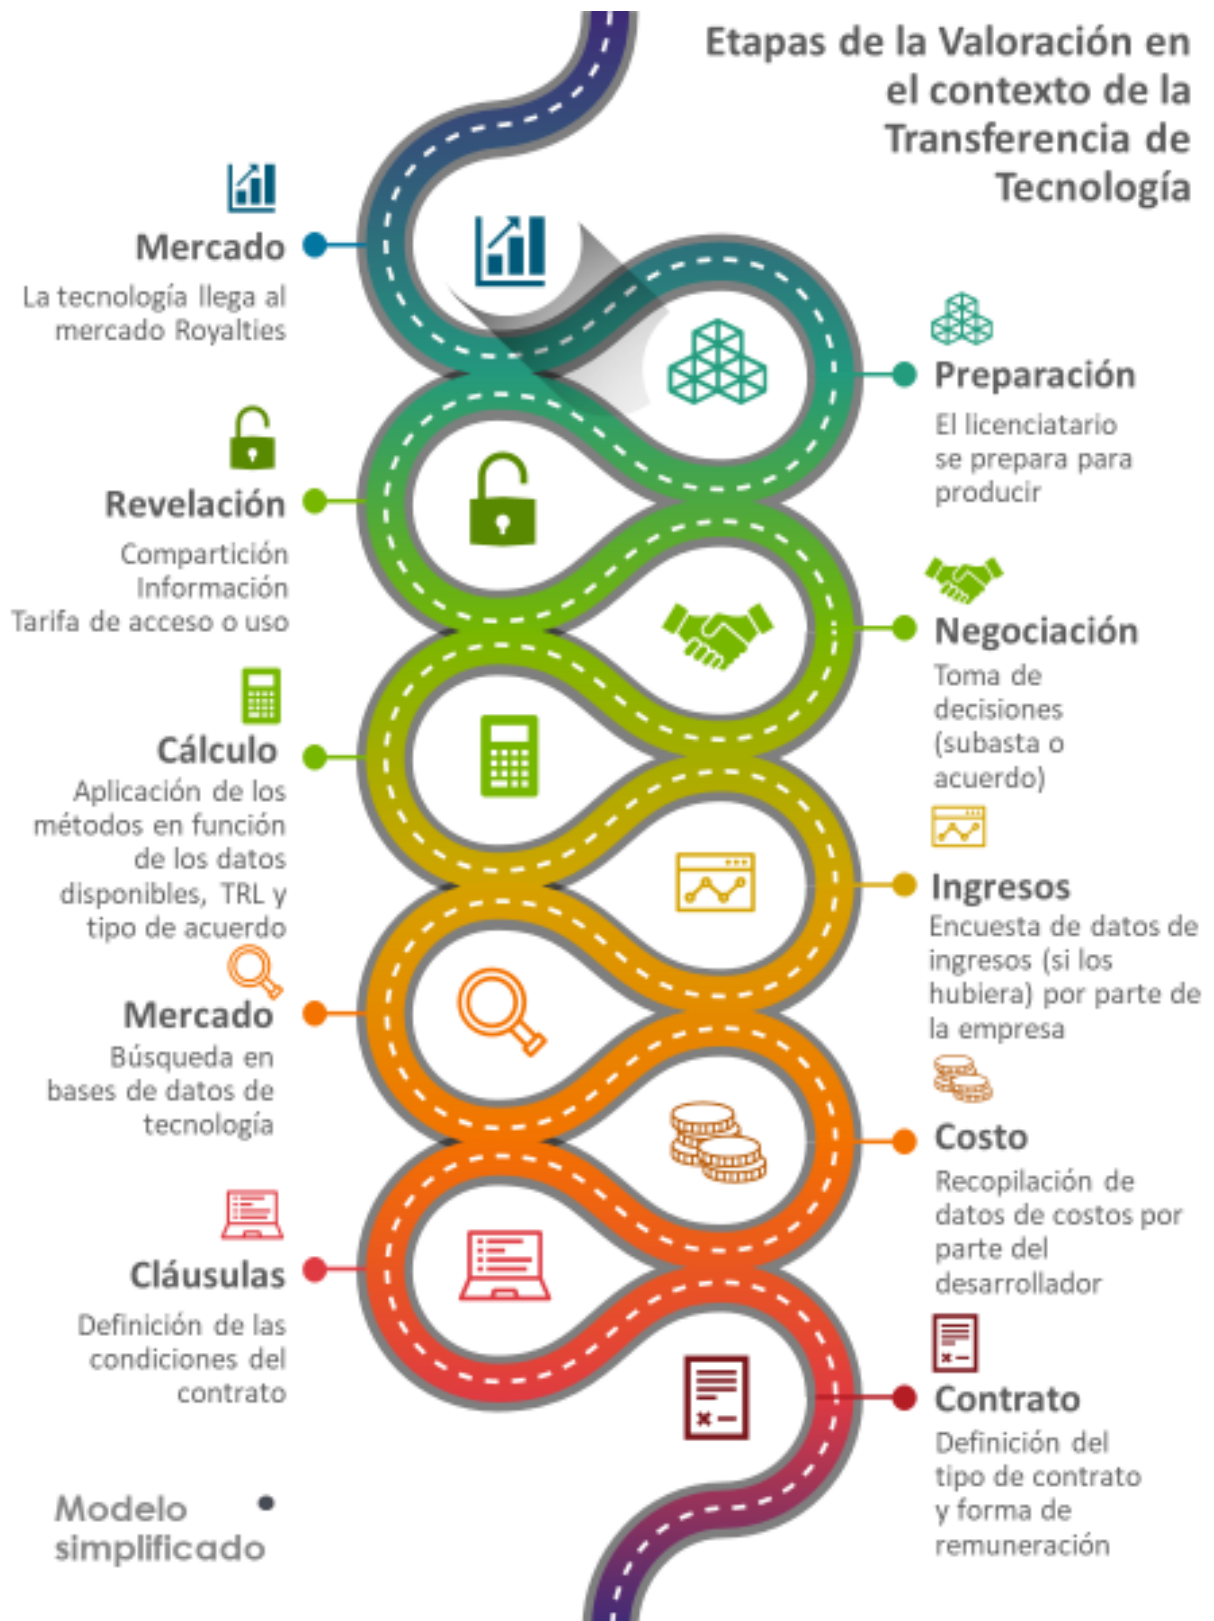 Etapas de la Valoración en
el contexto de la
Transferencia de
Tecnología
Mercado
La tecnología llega al
mercado Royalties
Preparación
El licenciatario
se prepara para
producir
Revelación
Compartición
Información
Tarifa de acceso o uso
Negociación
Toma de
decisiones
(subasta o
acuerdo)
Cálculo
Aplicación de los
métodos en función
de los datos
disponibles, TRL y
tipo de acuerdo
Ingresos
Encuesta de datos de
ingresos (si los
hubiera) por parte de
la empresa
Mercado
Búsqueda en
bases de datos de
tecnología
Costo
Recopilación de
datos de costos por
parte del
desarrollador
Cláusulas
Definición de las
condiciones del
contrato
Contrato
Definición del
tipo de contrato
y forma de
remuneración
Modelo
simplificado